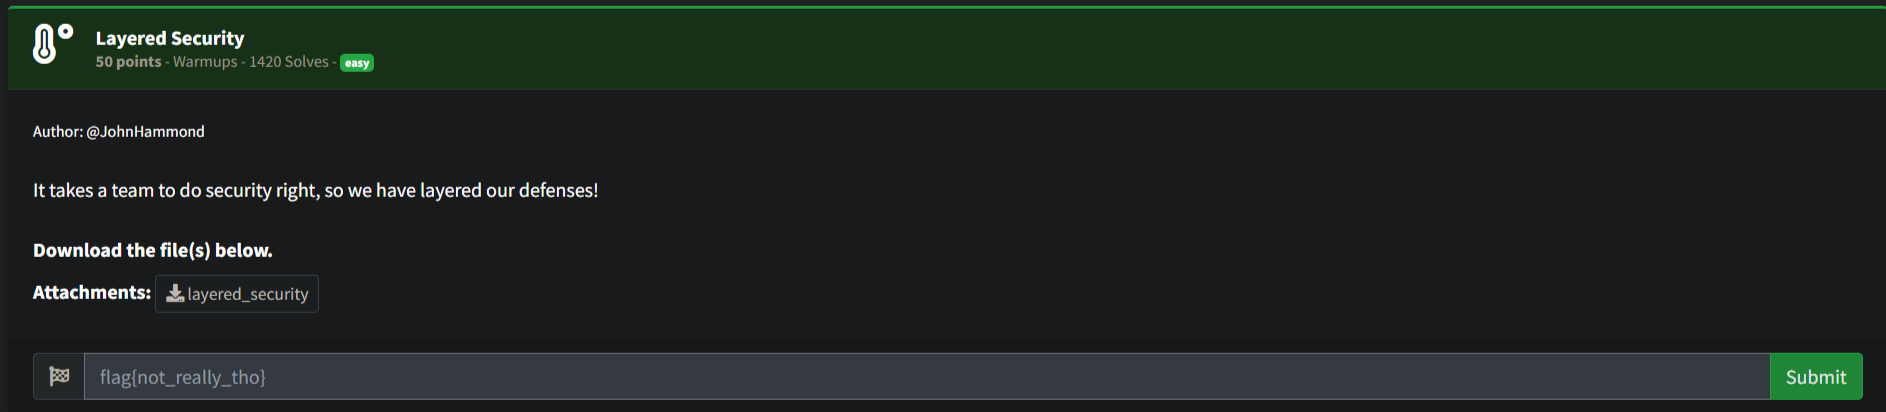 Layered Security
50 points - Warmups - 1420 Solves - easy
Author: @JohnHammond
It takes a team to do security right, so we have layered our defenses!
Download the file(s) below.
Attachments: layered_security
flag{not_really_tho} Submit